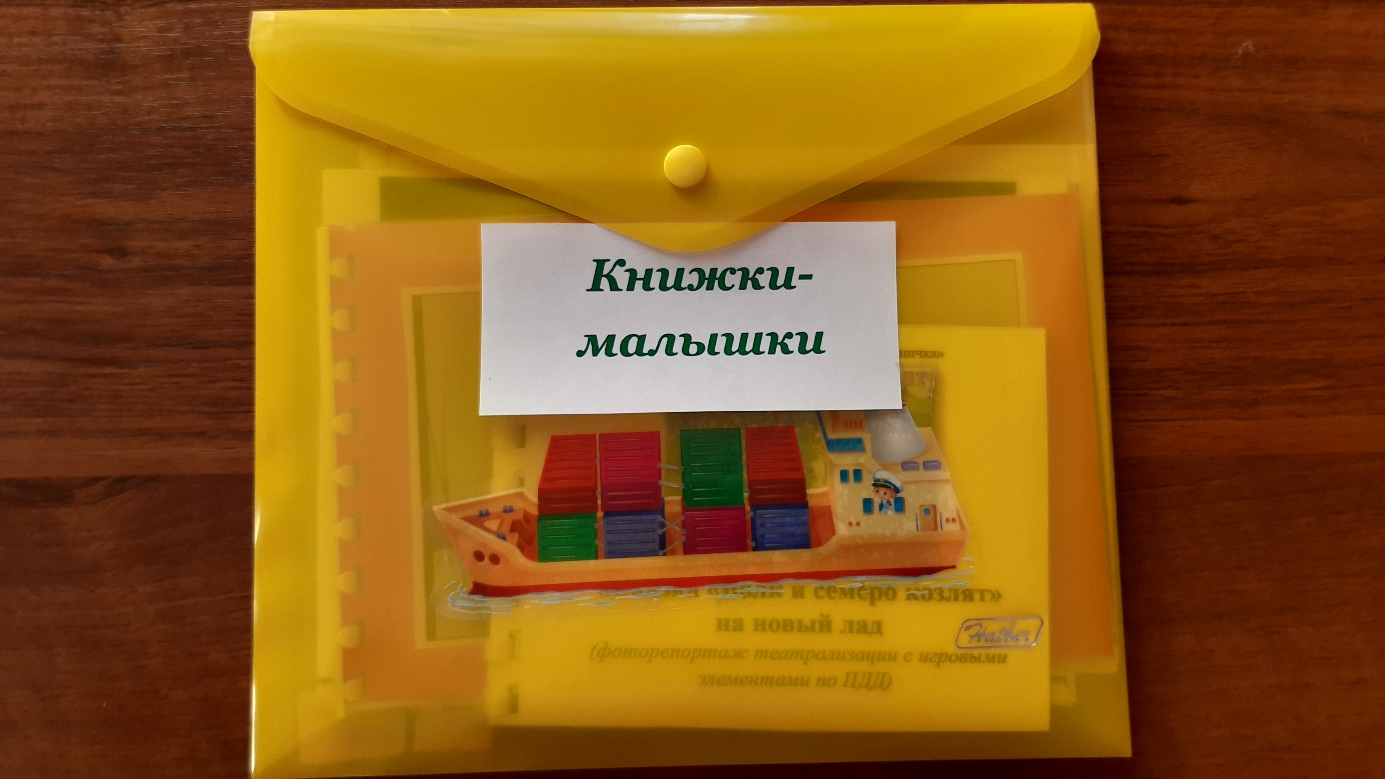 Книжки-
малышки
и семеро козлят»
на новый лад
(фоторепортаж театрализации с игровыми
элементами по ПДД)
Hatber